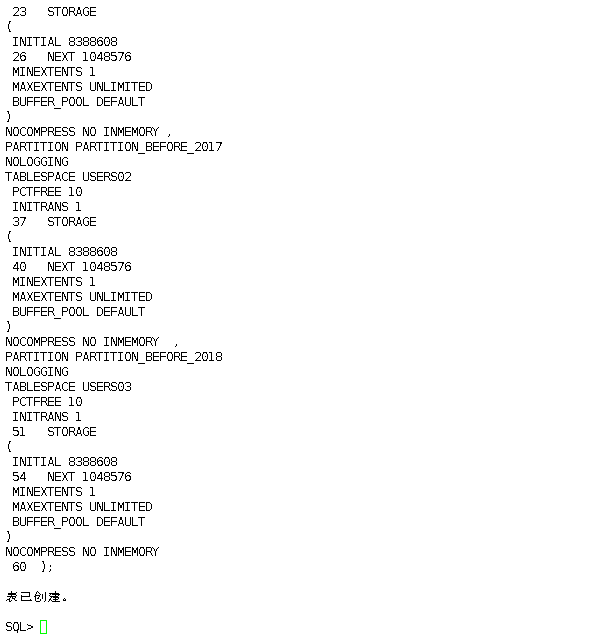 23   STORAGE
(
 INITIAL 8388608
 26   NEXT 1048576
 MINEXTENTS 1
 MAXEXTENTS UNLIMITED
 BUFFER_POOL DEFAULT
)
NOCOMPRESS NO INMEMORY ,
PARTITION PARTITION_BEFORE_2017
NOLOGGING
TABLESPACE USERS02
 PCTFREE 10
 INITRANS 1
 37   STORAGE
(
 INITIAL 8388608
 40   NEXT 1048576
 MINEXTENTS 1
 MAXEXTENTS UNLIMITED
 BUFFER_POOL DEFAULT
)
NOCOMPRESS NO INMEMORY  ,
PARTITION PARTITION_BEFORE_2018
NOLOGGING
TABLESPACE USERS03
 PCTFREE 10
 INITRANS 1
 51   STORAGE
(
 INITIAL 8388608
 54   NEXT 1048576
 MINEXTENTS 1
 MAXEXTENTS UNLIMITED
 BUFFER_POOL DEFAULT
)
NOCOMPRESS NO INMEMORY
 60  );
表已创建。
SQL>